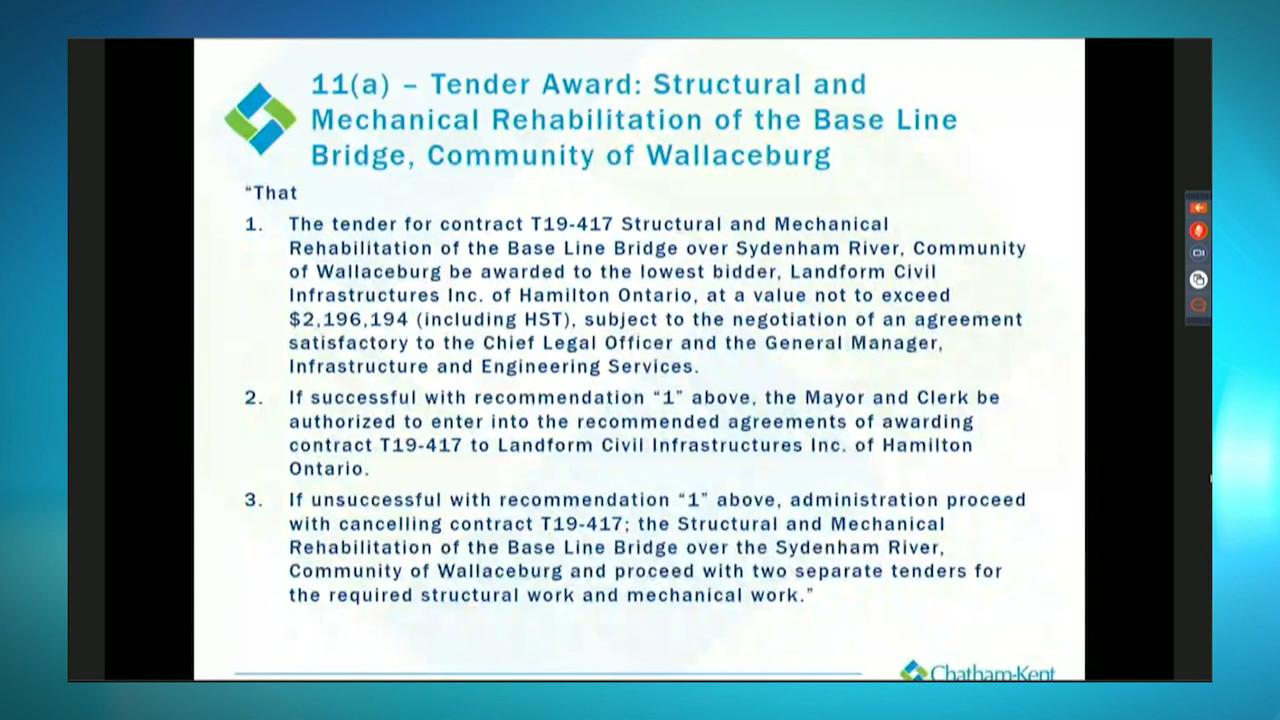 11(a) – Tender Award: Structural and
Mechanical Rehabilitation of the Base Line
Bridge, Community of Wallaceburg
“That
1. The tender for contract T19-417 Structural and Mechanical
Rehabilitation of the Base Line Bridge over Sydenham River, Community
of Wallaceburg be awarded to the lowest bidder, Landform Civil
Infrastructures Inc. of Hamilton Ontario, at a value not to exceed
$2,196,194 (including HST), subject to the negotiation of an agreement
satisfactory to the Chief Legal Officer and the General Manager,
Infrastructure and Engineering Services.
2. If successful with recommendation “1” above, the Mayor and Clerk be
authorized to enter into the recommended agreements of awarding
contract T19-417 to Landform Civil Infrastructures Inc. of Hamilton
Ontario.
3. If unsuccessful with recommendation “1” above, administration proceed
with cancelling contract T19-417; the Structural and Mechanical
Rehabilitation of the Base Line Bridge over the Sydenham River,
Community of Wallaceburg and proceed with two separate tenders for
the required structural work and mechanical work.”
Chatham-Kent